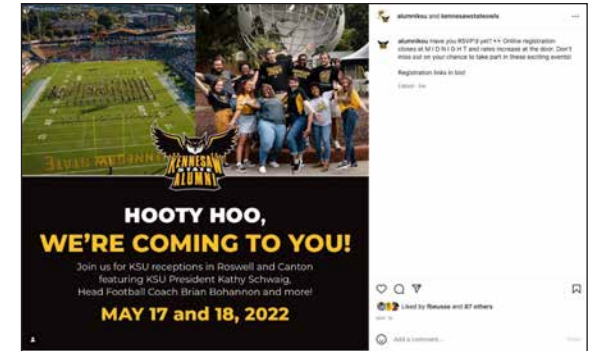 KENNESAW STATE
KENNESAW
STATE
ALUMNI
HOOTY HOO,
WE'RE COMING TO YOU!
Join us for KSU receptions in Roswell and Canton
featuring KSU President Kathy Schwaig,
Head Football Coach Brian Bohannon and more!
MAY 17 and 18, 2022
alumniksu and kennesawstateowls
alumniksu Have you RSVP'd yet? Online registration
closes at M I D N I G H T and rates increase at the door. Don't
miss out on your chance to take part in these exciting events!
Registration links in bio!
Liked by and 87 others
Add a comment...